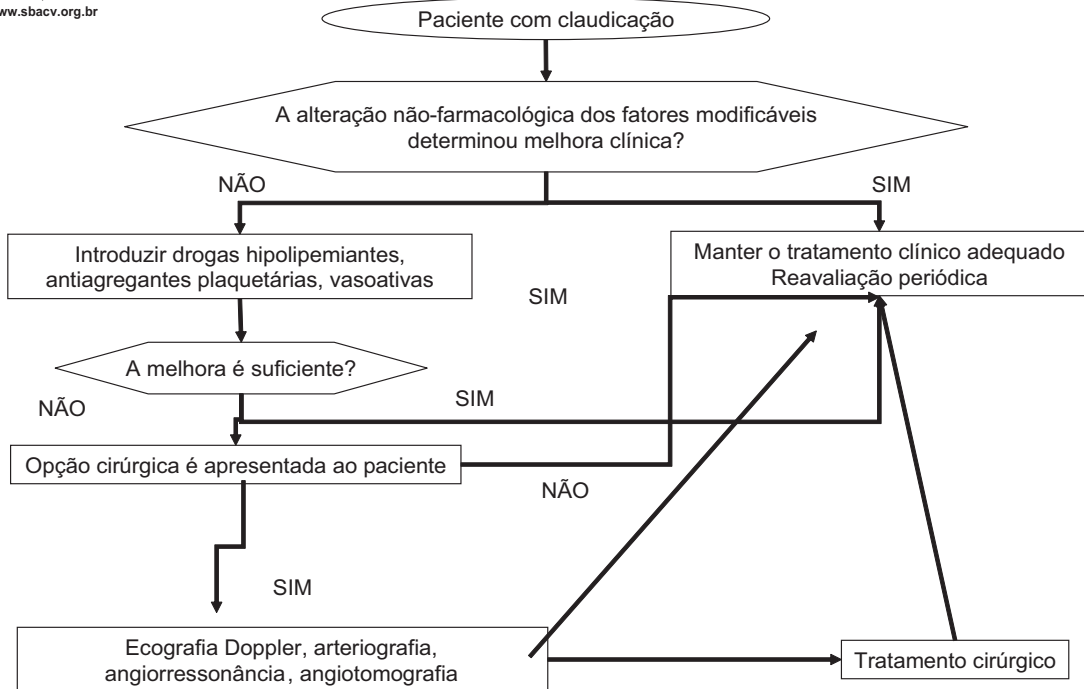 ww.sbacv.org.br
Paciente com claudicação
A alteração não-farmacológica dos fatores modificáveis
determinou melhora clínica?
NÃO
SIM
Introduzir drogas hipolipemiantes,
antiagregantes plaquetárias, vasoativas
Manter o tratamento clínico adequado
Reavaliação periódica
SIM
A melhora é suficiente?
NÃO
SIM
Opção cirúrgica é apresentada ao paciente
NÃO
SIM
Ecografia Doppler, arteriografia,
angiorressonância, angiotomografia
Tratamento cirúrgico